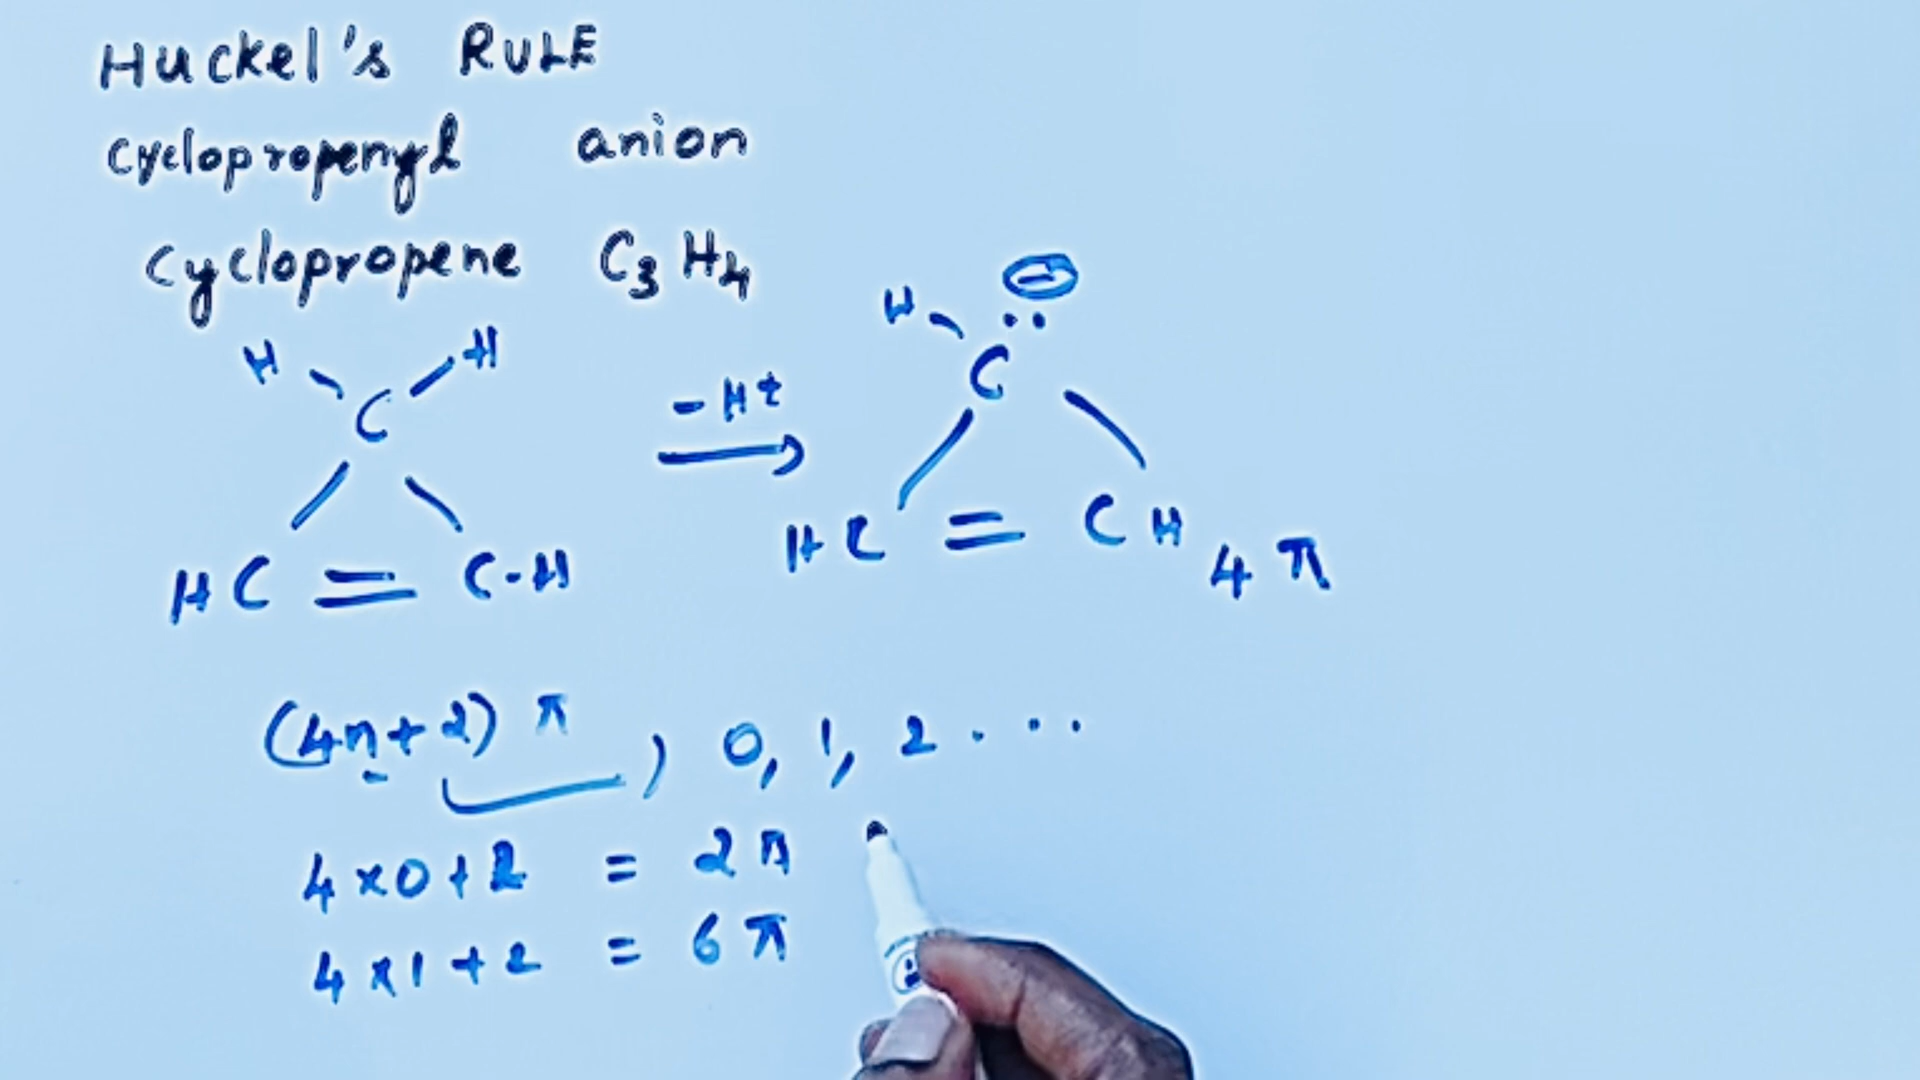 Huckel's RULE
cyclopropenyl anion
cyclopropene C₃H₄
H H
C
HC = C-H
-H⁺
⊖
H ..
C
HC = CH
4π
(4n+2)π , 0, 1, 2 ....
4×0+2 = 2π
4×1+2 = 6π